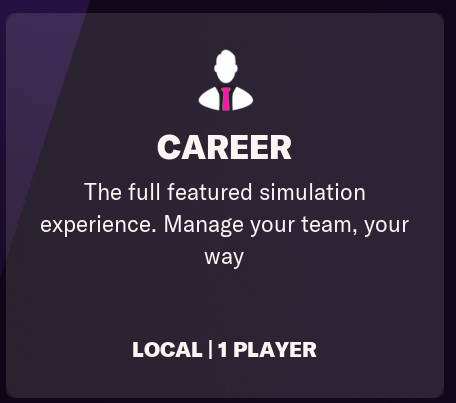 CAREER
The full featured simulation
experience. Manage your team, your
way
LOCAL | 1 PLAYER